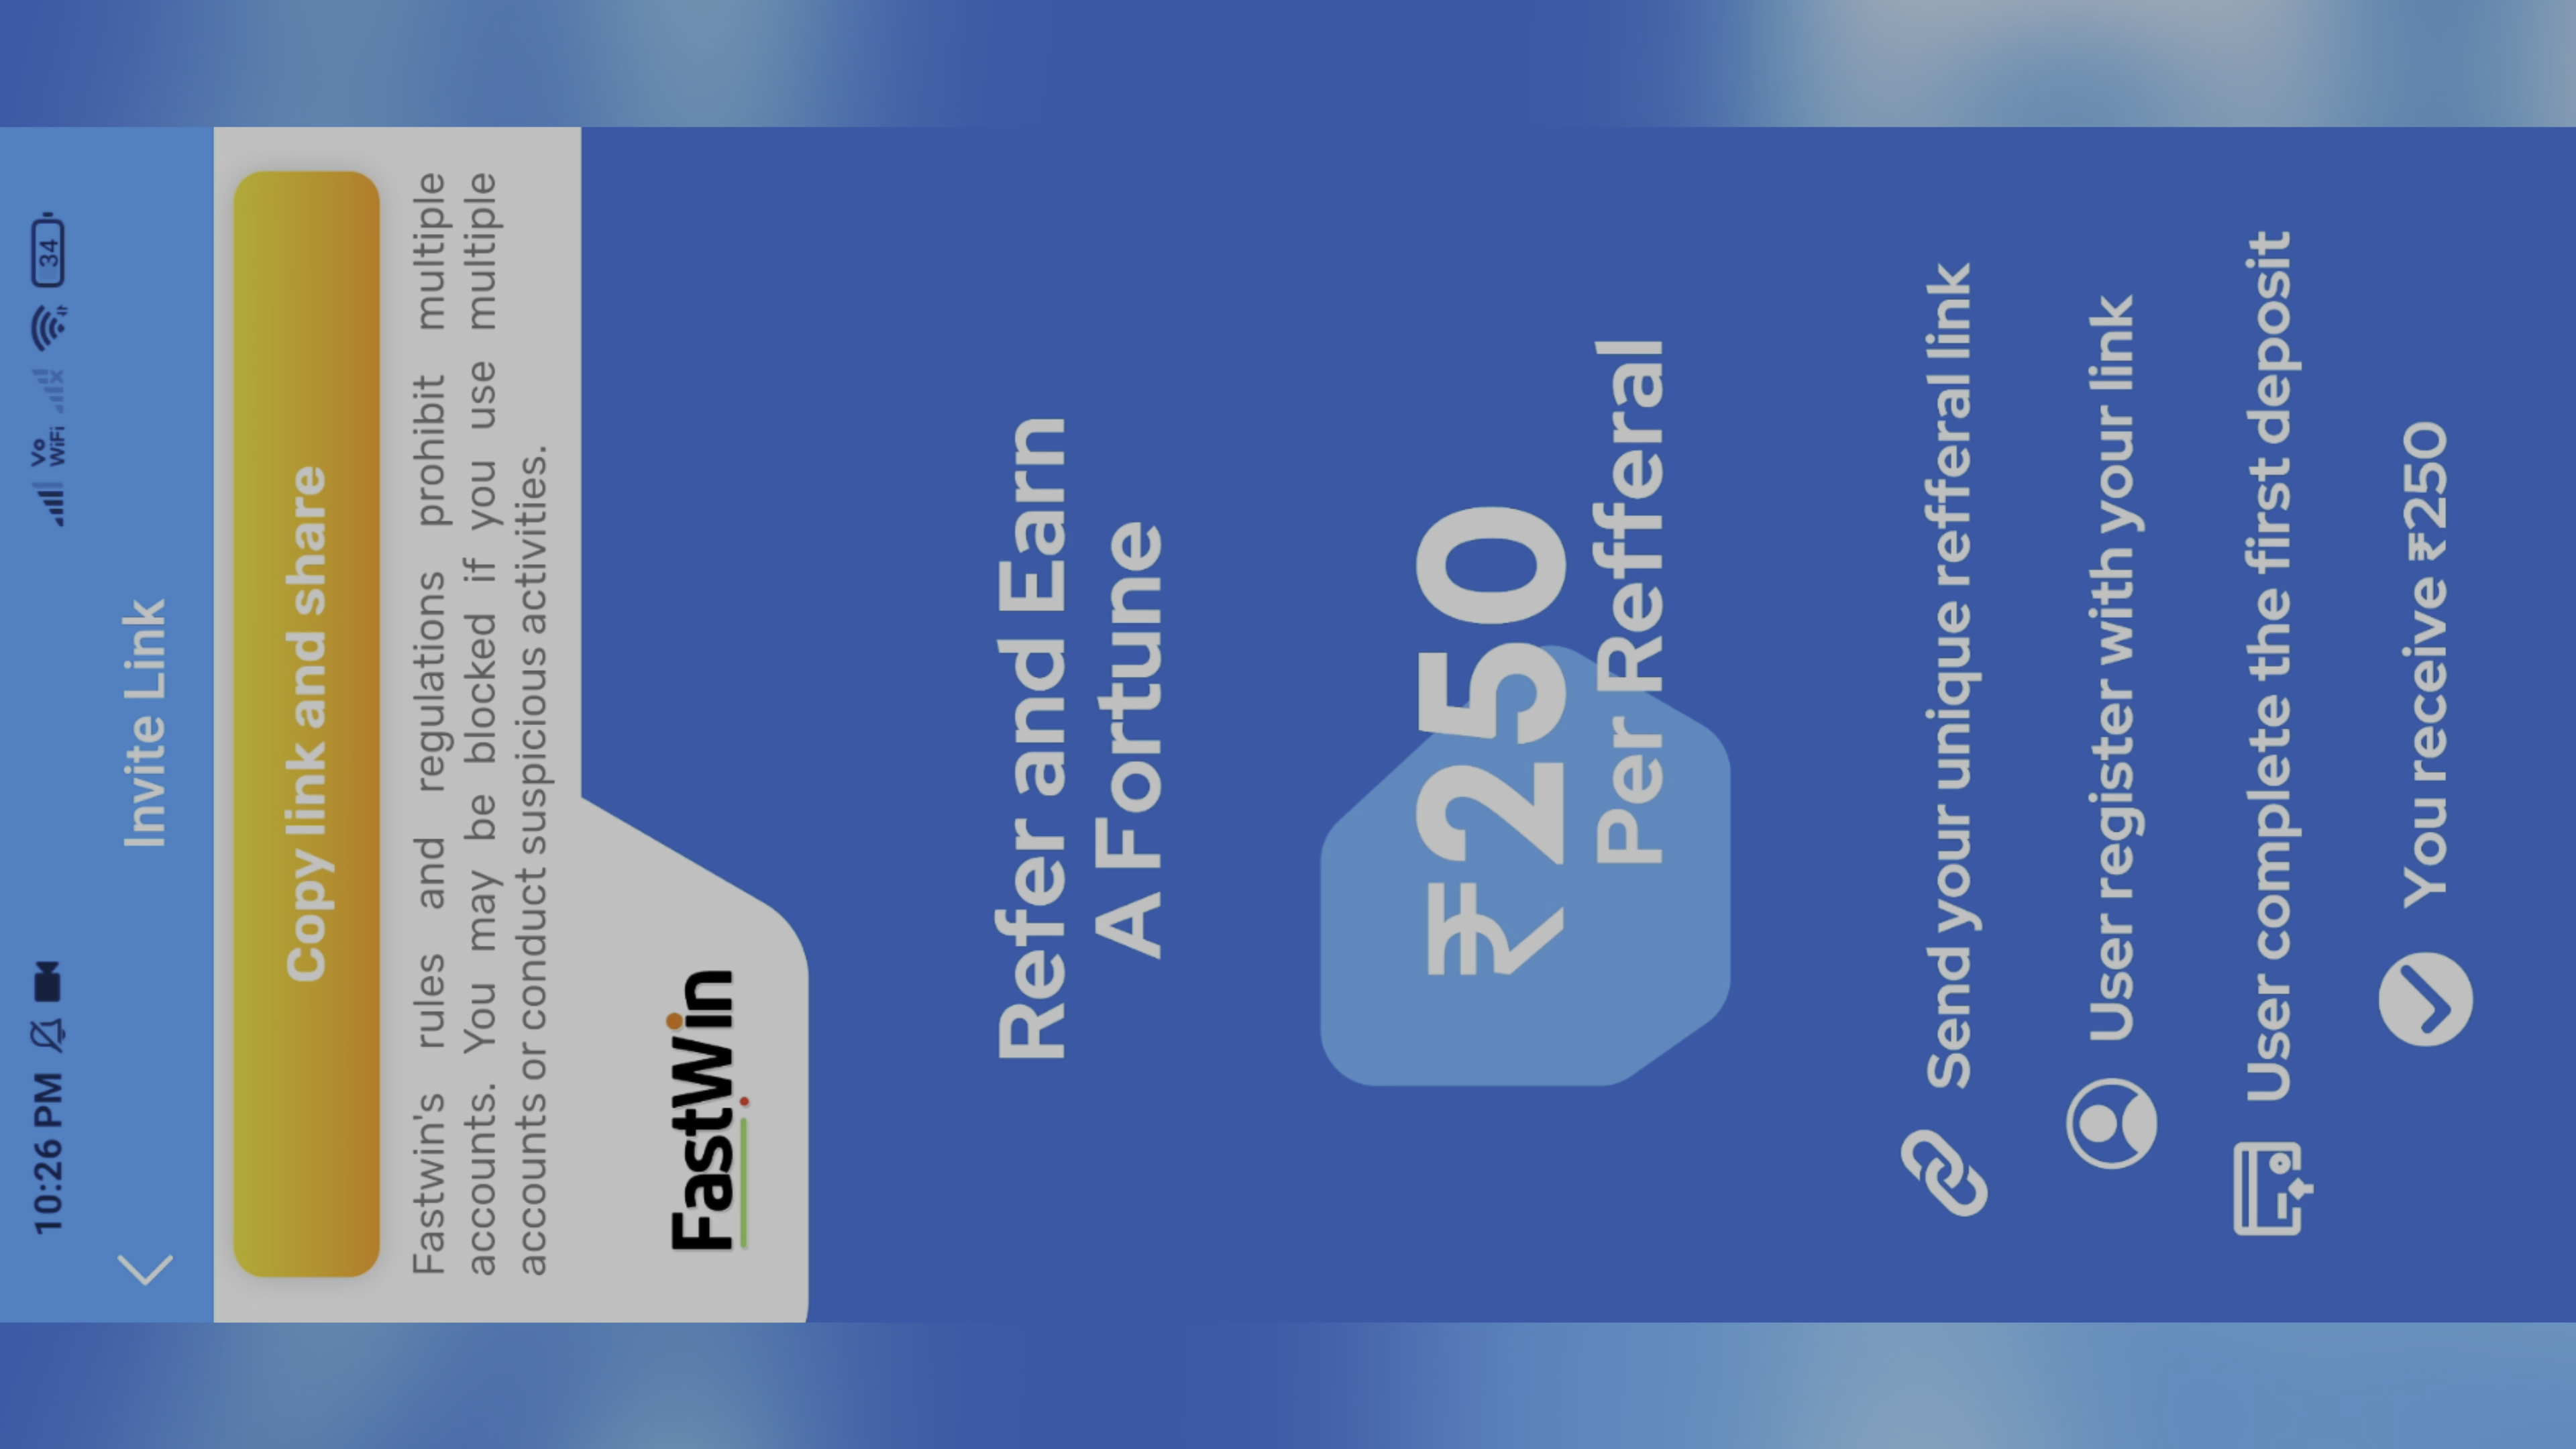 10:26 PM
Vo
WiFi
34
Invite Link
Copy link and share
Fastwin's rules and regulations prohibit multiple
accounts. You may be blocked if you use multiple
accounts or conduct suspicious activities.
FastWin
Refer and Earn
A Fortune
₹250
Per Refferal
Send your unique refferal link
User register with your link
User complete the first deposit
You receive ₹250